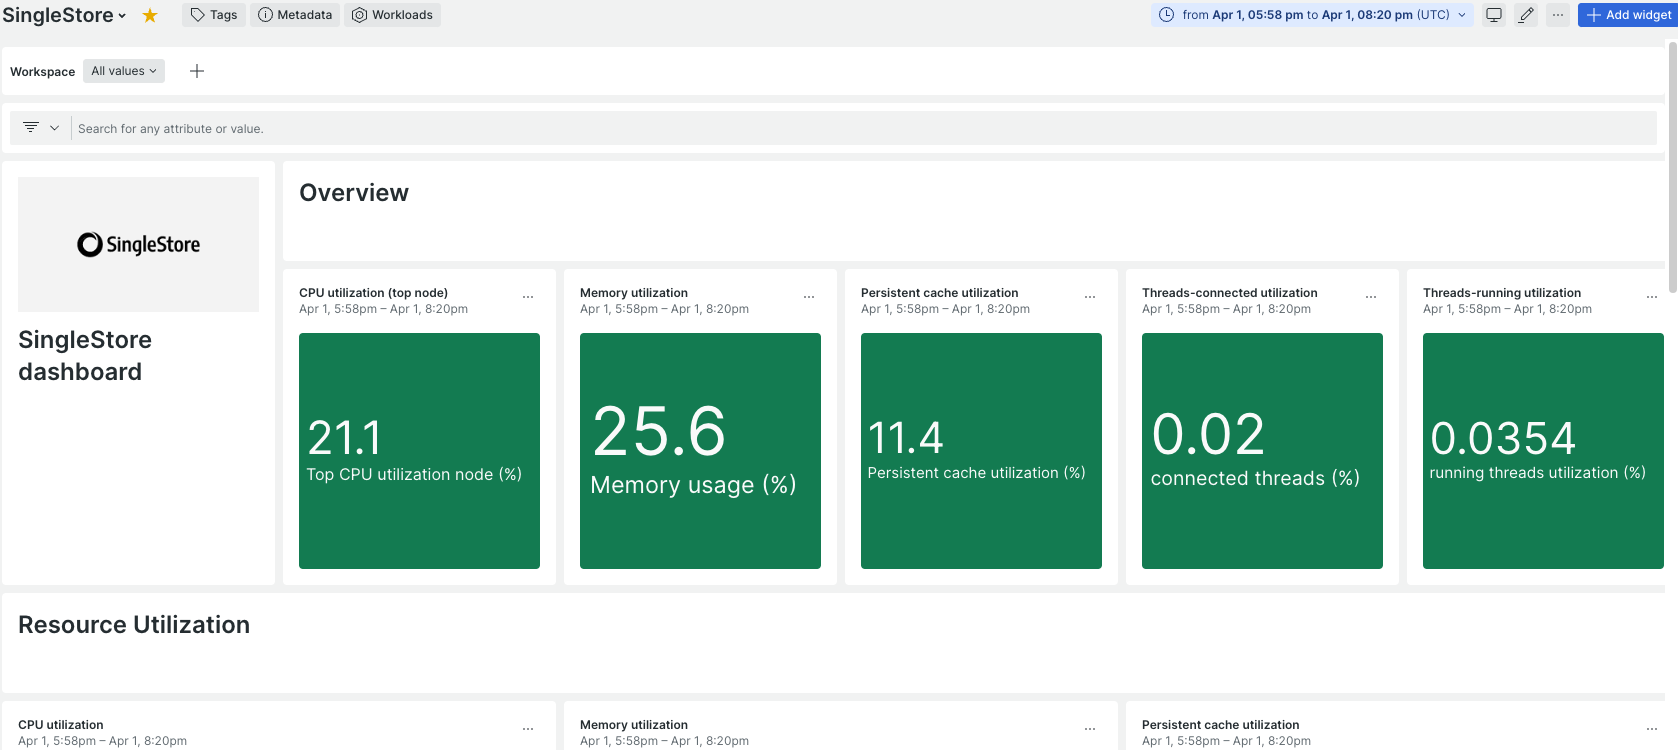 SingleStore
Tags
Metadata
Workloads
from Apr 1, 05:58 pm to Apr 1, 08:20 pm (UTC)
...
Add widget
Workspace
All values
Search for any attribute or value.
SingleStore
SingleStore
dashboard
Overview
CPU utilization (top node)
...
Apr 1, 5:58pm – Apr 1, 8:20pm
21.1
Top CPU utilization node (%)
Memory utilization
...
Apr 1, 5:58pm – Apr 1, 8:20pm
25.6
Memory usage (%)
Persistent cache utilization
...
Apr 1, 5:58pm – Apr 1, 8:20pm
11.4
Persistent cache utilization (%)
Threads-connected utilization
...
Apr 1, 5:58pm – Apr 1, 8:20pm
0.02
connected threads (%)
Threads-running utilization
...
Apr 1, 5:58pm – Apr 1, 8:20pm
0.0354
running threads utilization (%)
Resource Utilization
CPU utilization
...
Apr 1, 5:58pm – Apr 1, 8:20pm
Memory utilization
...
Apr 1, 5:58pm – Apr 1, 8:20pm
Persistent cache utilization
...
Apr 1, 5:58pm – Apr 1, 8:20pm